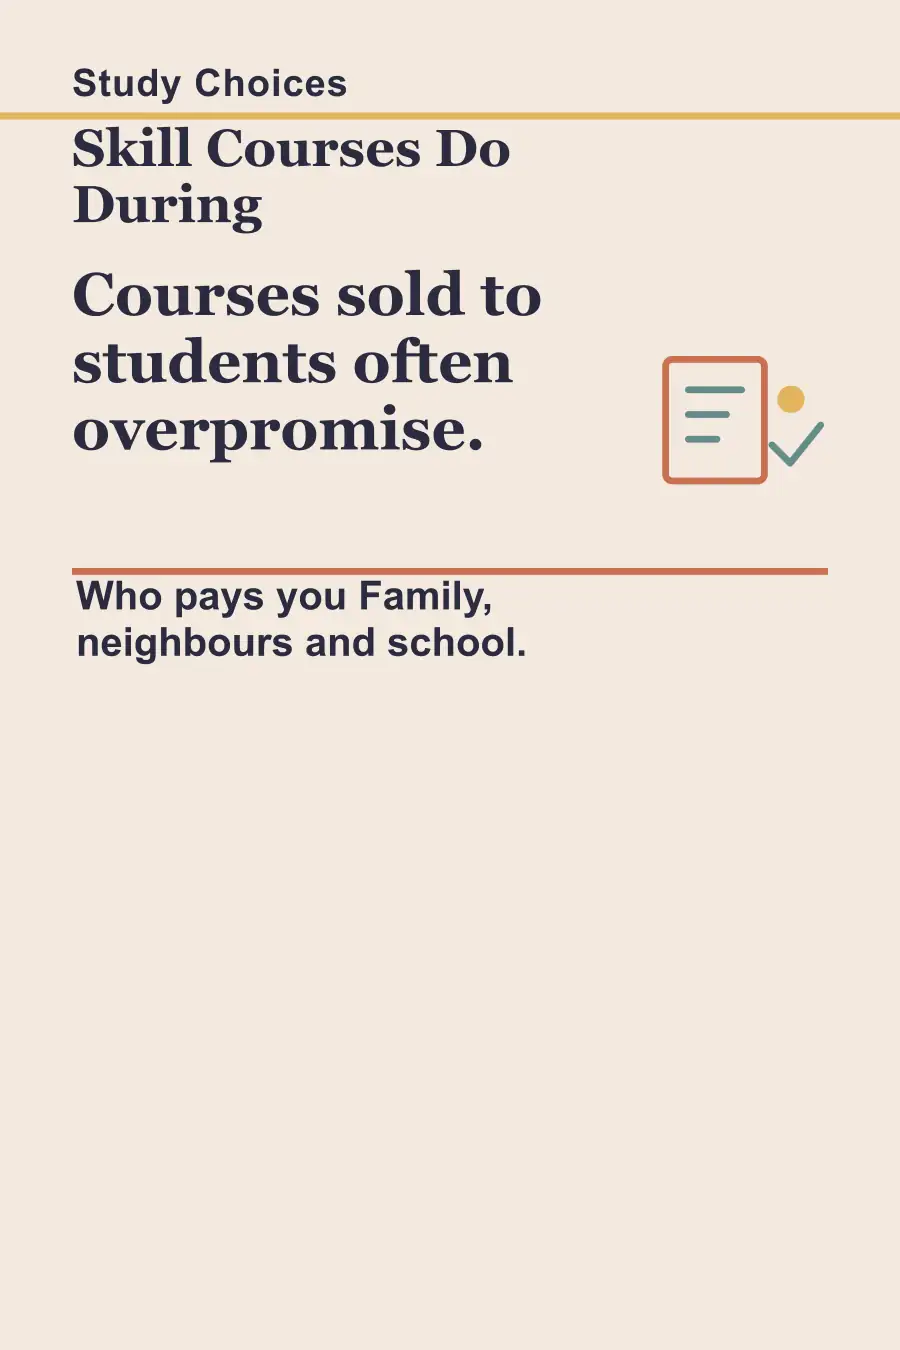 Study Choices
Skill Courses Do
During
Courses sold to
students often
overpromise.
Who pays you Family,
neighbours and school.